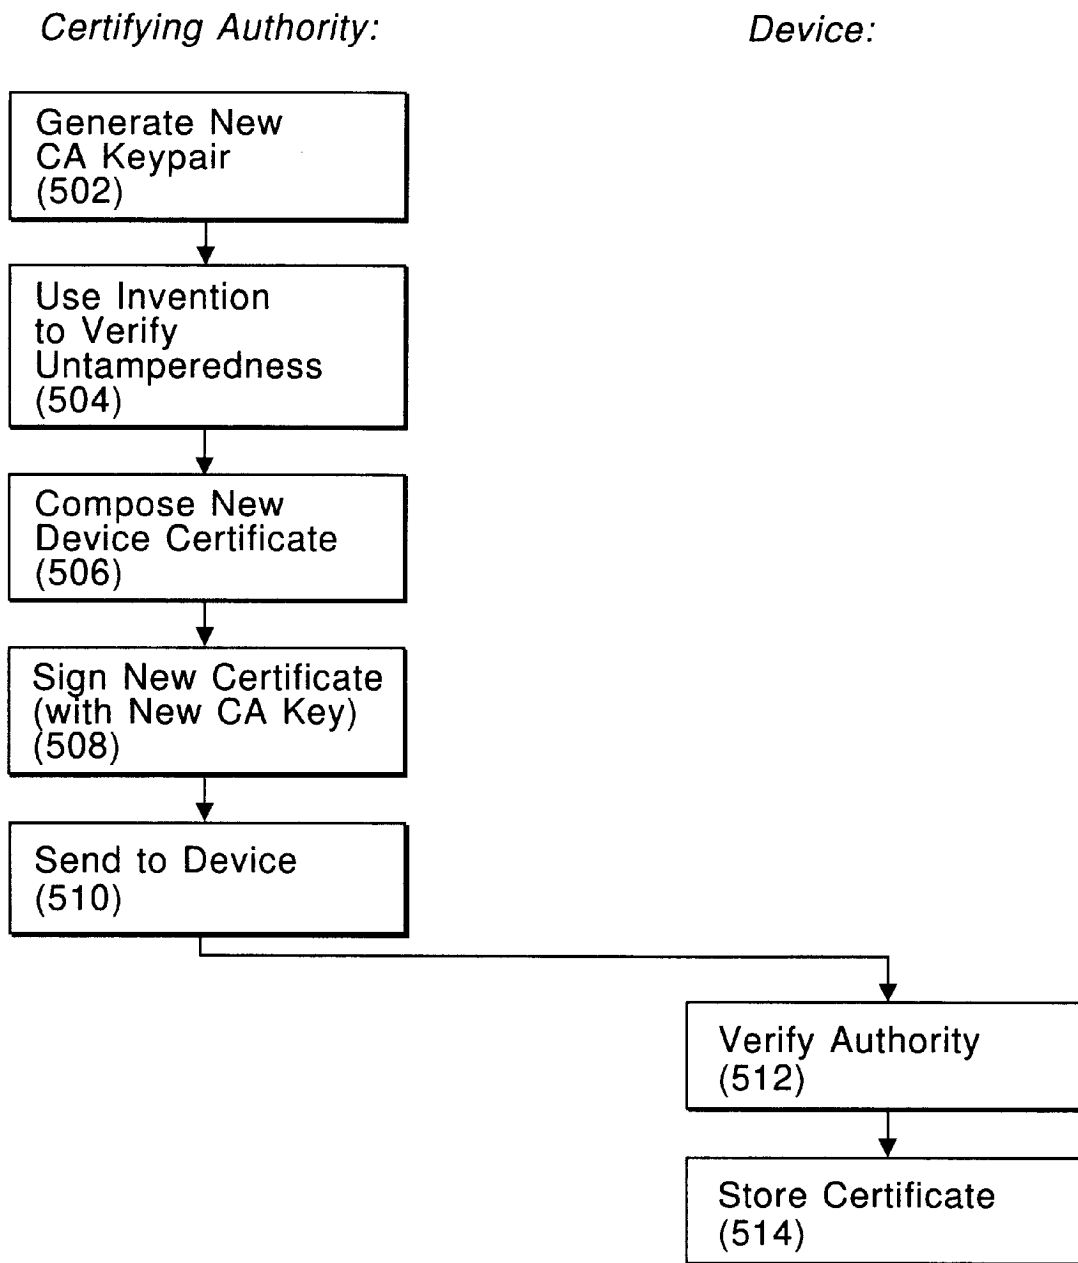 Certifying Authority:
Device:
Generate New
CA Keypair
(502)
Use Invention
to Verify
Untamperedness
(504)
Compose New
Device Certificate
(506)
Sign New Certificate
(with New CA Key)
(508)
Send to Device
(510)
Verify Authority
(512)
Store Certificate
(514)